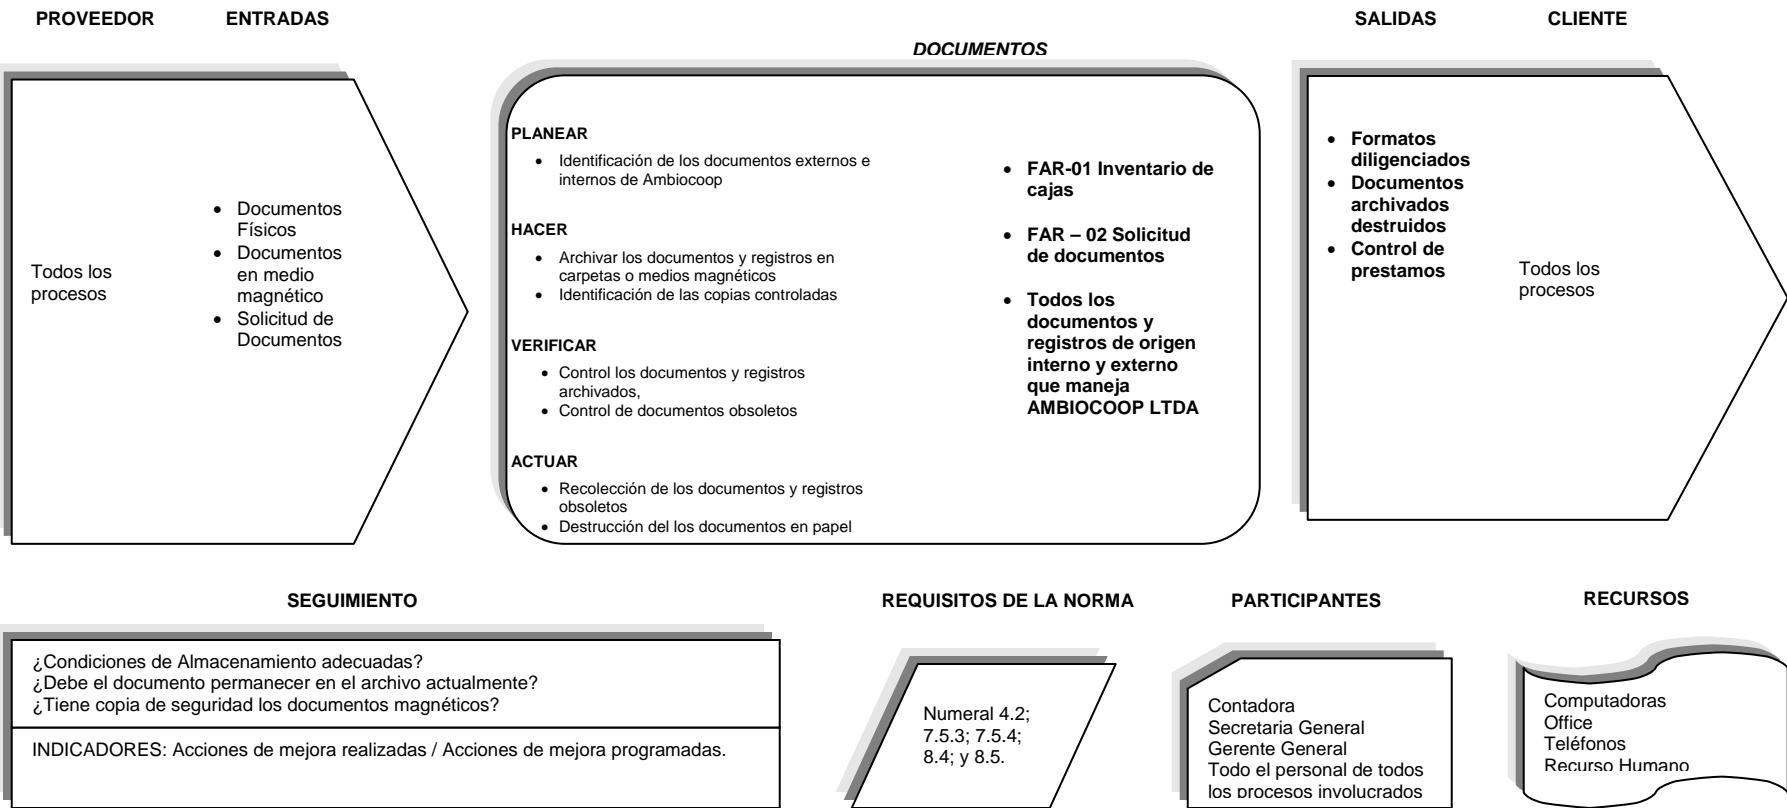 PROVEEDOR
ENTRADAS
Todos los
procesos
• Documentos
Físicos
• Documentos
en medio
magnético
• Solicitud de
Documentos
DOCUMENTOS
PLANEAR
• Identificación de los documentos externos e
internos de Ambiocoop
HACER
• Archivar los documentos y registros en
carpetas o medios magnéticos
• Identificación de las copias controladas
VERIFICAR
• Control los documentos y registros
archivados,
• Control de documentos obsoletos
ACTUAR
• Recolección de los documentos y registros
obsoletos
• Destrucción del los documentos en papel
• FAR-01 Inventario de
cajas
• FAR – 02 Solicitud
de documentos
• Todos los
documentos y
registros de origen
interno y externo
que maneja
AMBIOCOOP LTDA
SALIDAS
CLIENTE
• Formatos
diligenciados
• Documentos
archivados
destruidos
• Control de
prestamos
Todos los
procesos
SEGUIMIENTO
¿Condiciones de Almacenamiento adecuadas?
¿Debe el documento permanecer en el archivo actualmente?
¿Tiene copia de seguridad los documentos magnéticos?
INDICADORES: Acciones de mejora realizadas / Acciones de mejora programadas.
REQUISITOS DE LA NORMA
Numeral 4.2;
7.5.3; 7.5.4;
8.4; y 8.5.
PARTICIPANTES
Contadora
Secretaria General
Gerente General
Todo el personal de todos
los procesos involucrados
RECURSOS
Computadoras
Office
Teléfonos
Recurso Humano